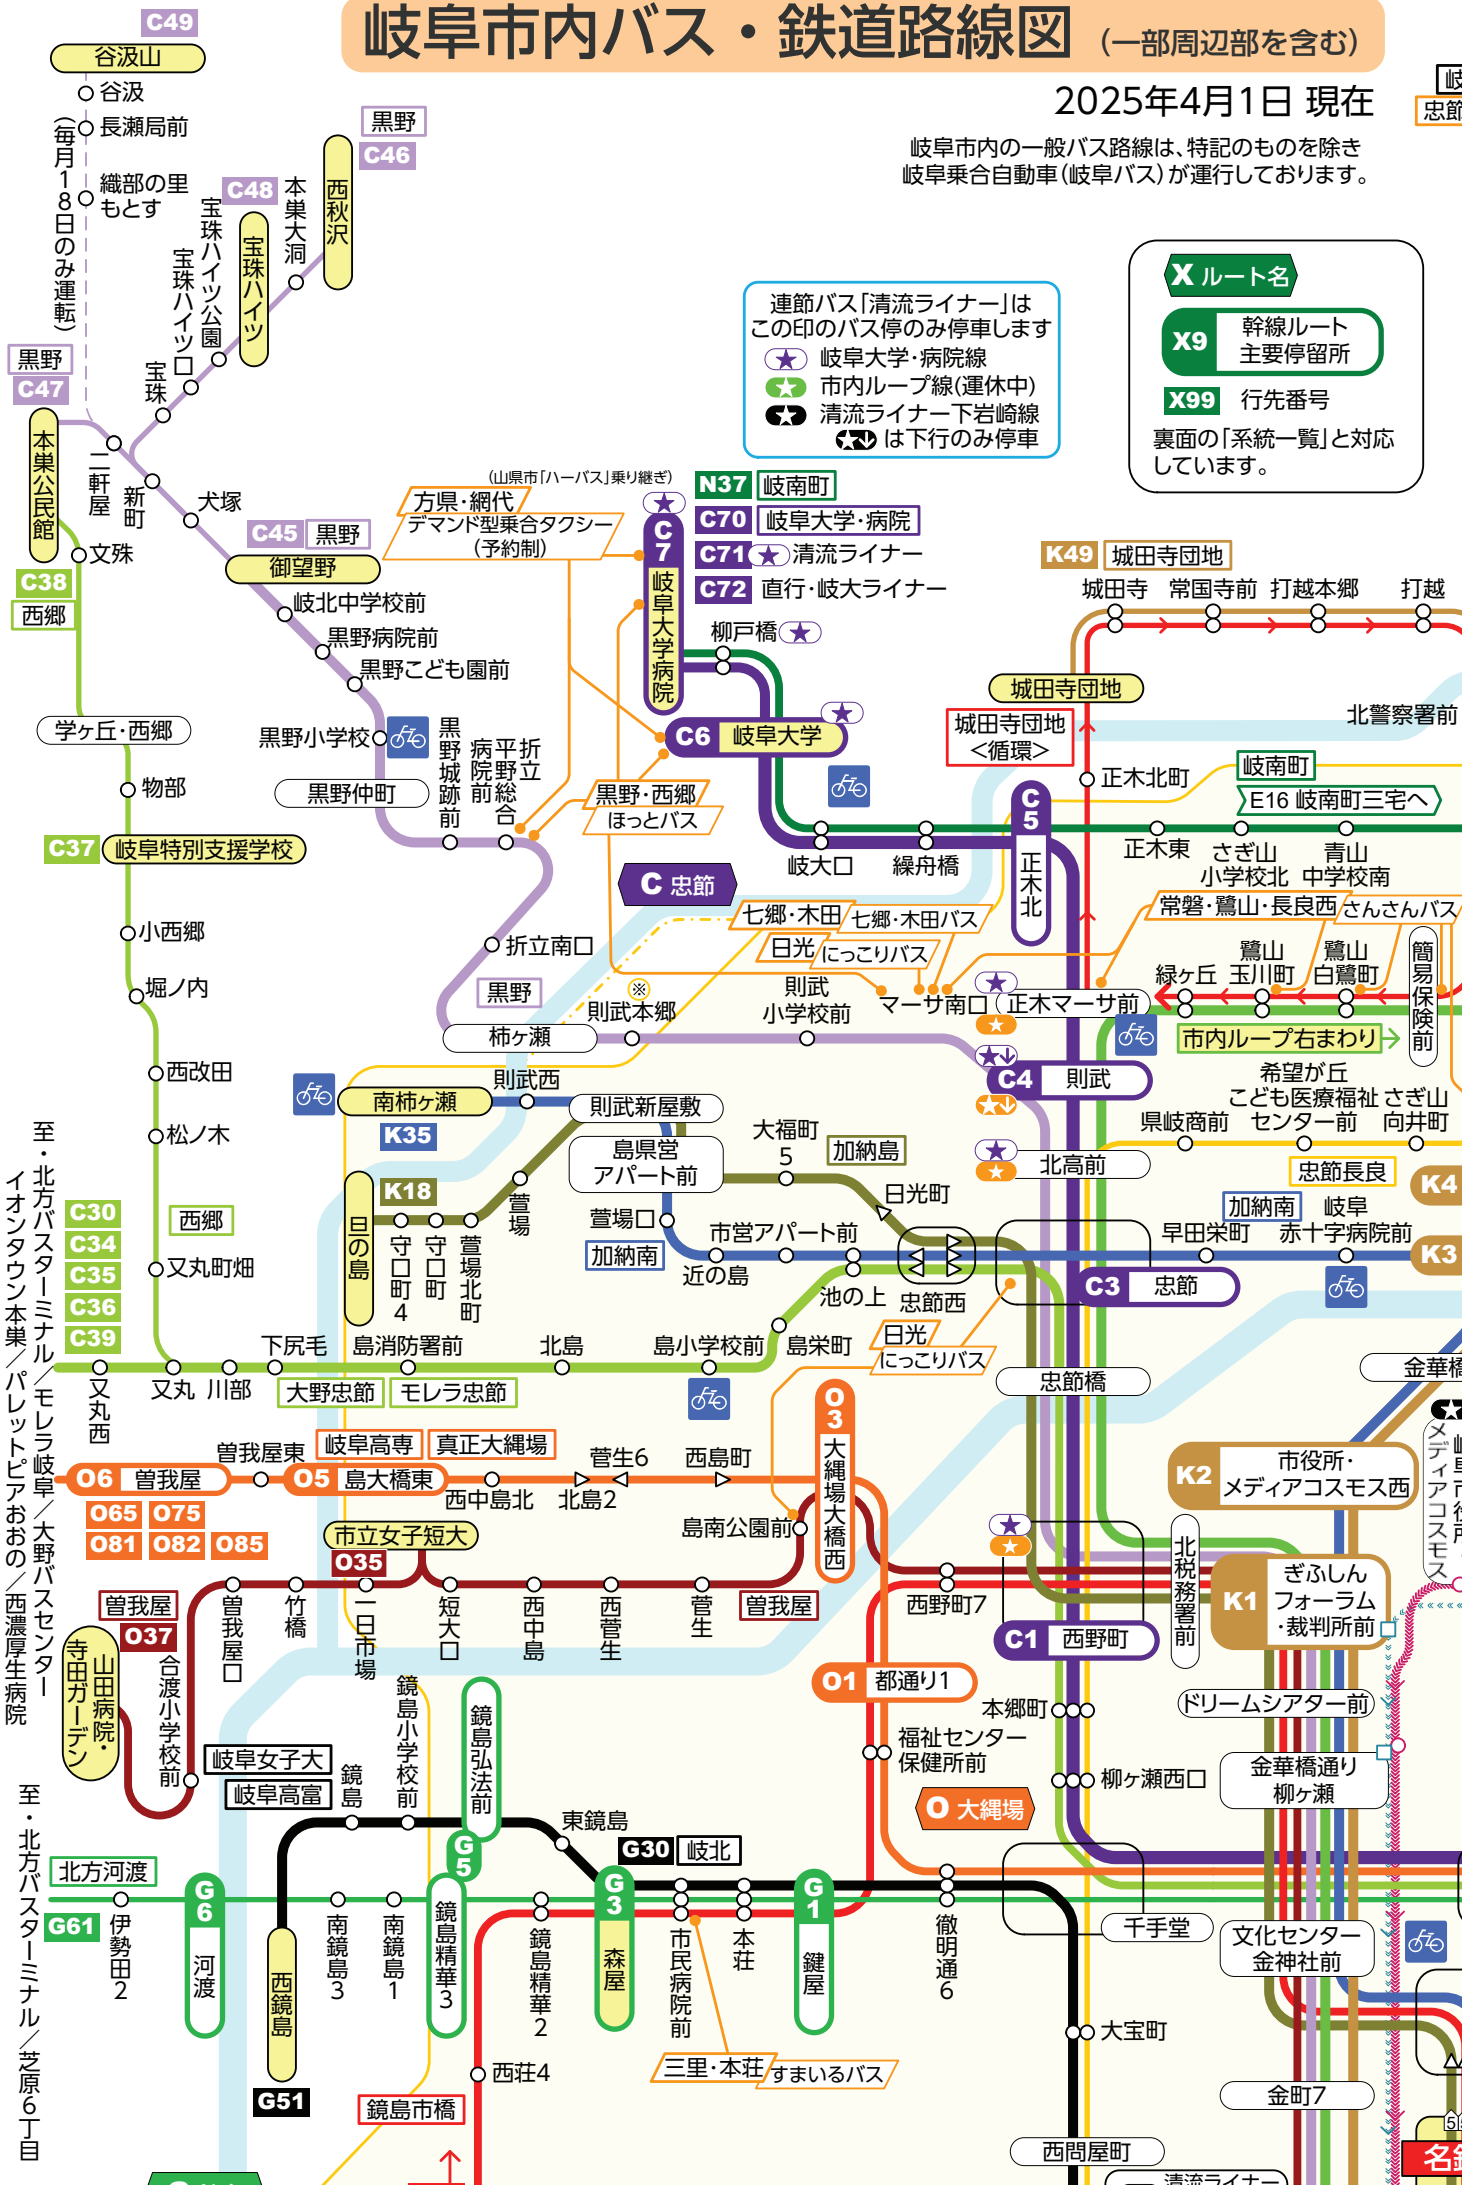 岐阜市内バス・鉄道路線図 (一部周辺部を含む)
2025年4月1日 現在
岐阜市内の一般バス路線は、特記のものを除き
岐阜乗合自動車(岐阜バス)が運行しております。
忠節
連節バス「清流ライナー」は
この印のバス停のみ停車します
岐阜大学・病院線
市内ループ線(運休中)
清流ライナー下岩崎線
は下行のみ停車
X ルート名
X9 幹線ルート
主要停留所
X99 行先番号
裏面の「系統一覧」と対応
しています。
C49
谷汲山
谷汲
長瀬局前
織部の里
もとす
(毎月18日のみ運転)
黒野
C46
西秋沢
本巣大洞
C48
宝珠ハイツ
宝珠ハイツ公園
宝珠ハイツ口
宝珠
黒野
C47
本巣公民館
二軒屋
新町
犬塚
文殊
C38
西郷
C45 黒野
御望野
岐北中学校前
黒野病院前
黒野こども園前
黒野小学校
黒野仲町
黒野城跡前
平野総合
病院前
折立
折立南口
黒野
柿ヶ瀬
(山県市「ハーバス」乗り継ぎ)
方県・網代
デマンド型乗合タクシー
(予約制)
N37 岐南町
C70 岐阜大学・病院
C71 清流ライナー
C72 直行・岐大ライナー
C7 岐阜大学病院
柳戸橋
C6 岐阜大学
黒野・西郷
ほっとバス
岐大口
繰舟橋
C 忠節
C5 正木北
K49 城田寺団地
城田寺
常国寺前
打越本郷
打越
城田寺団地
城田寺団地
<循環>
北警察署前
正木北町
岐南町
E16 岐南町三宅へ
正木東
さぎ山
小学校北
青山
中学校南
七郷・木田
七郷・木田バス
日光
にっこりバス
常磐・鷺山・長良西
さんさんバス
緑ヶ丘
鷺山
玉川町
鷺山
白鷺町
簡易保険前
市内ループ右まわり
※
則武本郷
則武
小学校前
マーサ南口
正木マーサ前
C4 則武
希望が丘
こども医療福祉
センター前
さぎ山
向井町
県岐商前
北高前
忠節長良
K4
学ヶ丘・西郷
物部
C37 岐阜特別支援学校
小西郷
堀ノ内
西改田
松ノ木
西郷
又丸町畑
C30
C34
C35
C36
C39
至・北方バスターミナル/モレラ岐阜/大野バスセンター
イオンタウン本巣/パレットピアおおの/西濃厚生病院
南柿ヶ瀬
K35
則武西
則武新屋敷
島県営
アパート前
大福町
5
加納島
日光町
日の島
K18
守口町4
守口町
萱場北町
萱場
萱場口
加納南
市営アパート前
近の島
池の上
忠節西
C3 忠節
加納南
早田栄町
岐阜
赤十字病院前
K3
又丸西
又丸
川部
下尻毛
島消防署前
北島
島小学校前
島栄町
大野忠節
モレラ忠節
日光
にっこりバス
忠節橋
金華橋
O3 大縄場大橋西
曽我屋東
岐阜高専
真正大縄場
菅生6
西島町
O6 曽我屋
O5 島大橋東
西中島北
北島2
島南公園前
O65 O75
O81 O82 O85
市立女子短大
O35
曽我屋
O37
曽我屋口
竹橋
一日市場
短大口
西中島
西菅生
菅生
曽我屋
寺田ガーデン
山田病院・
合渡小学校前
西野町7
C1 西野町
北税務署前
K2 市役所・
メディアコスモス西
メディアコスモス
K1 ぎふしん
フォーラム
・裁判所前
O1 都通り1
本郷町
福祉センター
保健所前
柳ヶ瀬西口
ドリームシアター前
金華橋通り
柳ヶ瀬
O 大縄場
岐阜女子大
岐阜高富
鏡島
鏡島小学校前
鏡島弘法前
東鏡島
G30 岐北
G5
至・北方バスターミナル/芝原6丁目
北方河渡
G61
伊勢田2
G6 河渡
西鏡島
G51
南鏡島3
南鏡島1
鏡島精華3
鏡島精華2
G3 森屋
市民病院前
本荘
G1 鍵屋
徹明通6
千手堂
文化センター
金神社前
大宝町
西荘4
三里・本荘
すまいるバス
鏡島市橋
金町7
西問屋町